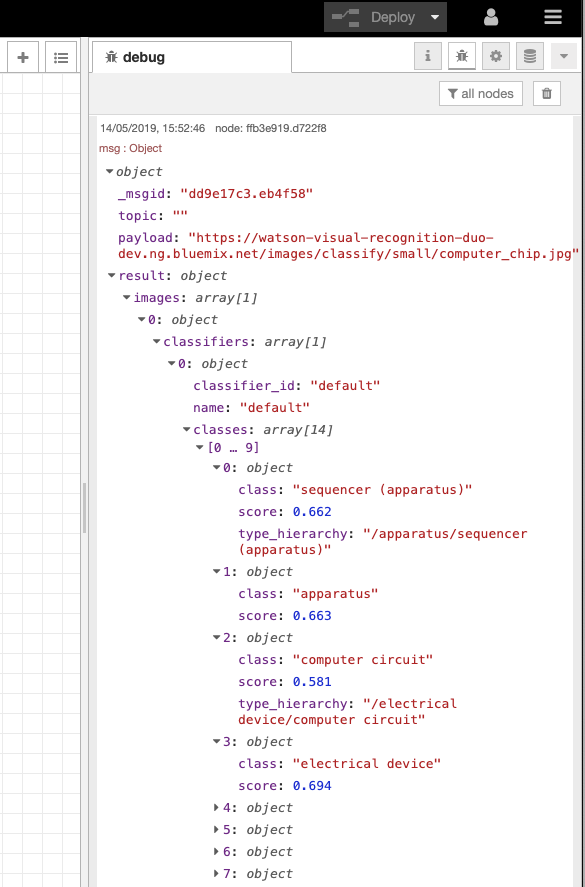 Deploy
debug
all nodes
14/05/2019, 15:52:46 node: ffb3e919.d722f8
msg : Object
object
_msgid: "dd9e17c3.eb4f58"
topic: ""
payload: "https://watson-visual-recognition-duo-
dev.ng.bluemix.net/images/classify/small/computer_chip.jpg"
result: object
images: array[1]
0: object
classifiers: array[1]
0: object
classifier_id: "default"
name: "default"
classes: array[14]
[0 … 9]
0: object
class: "sequencer (apparatus)"
score: 0.662
type_hierarchy: "/apparatus/sequencer
(apparatus)"
1: object
class: "apparatus"
score: 0.663
2: object
class: "computer circuit"
score: 0.581
type_hierarchy: "/electrical
device/computer circuit"
3: object
class: "electrical device"
score: 0.694
4: object
5: object
6: object
7: object